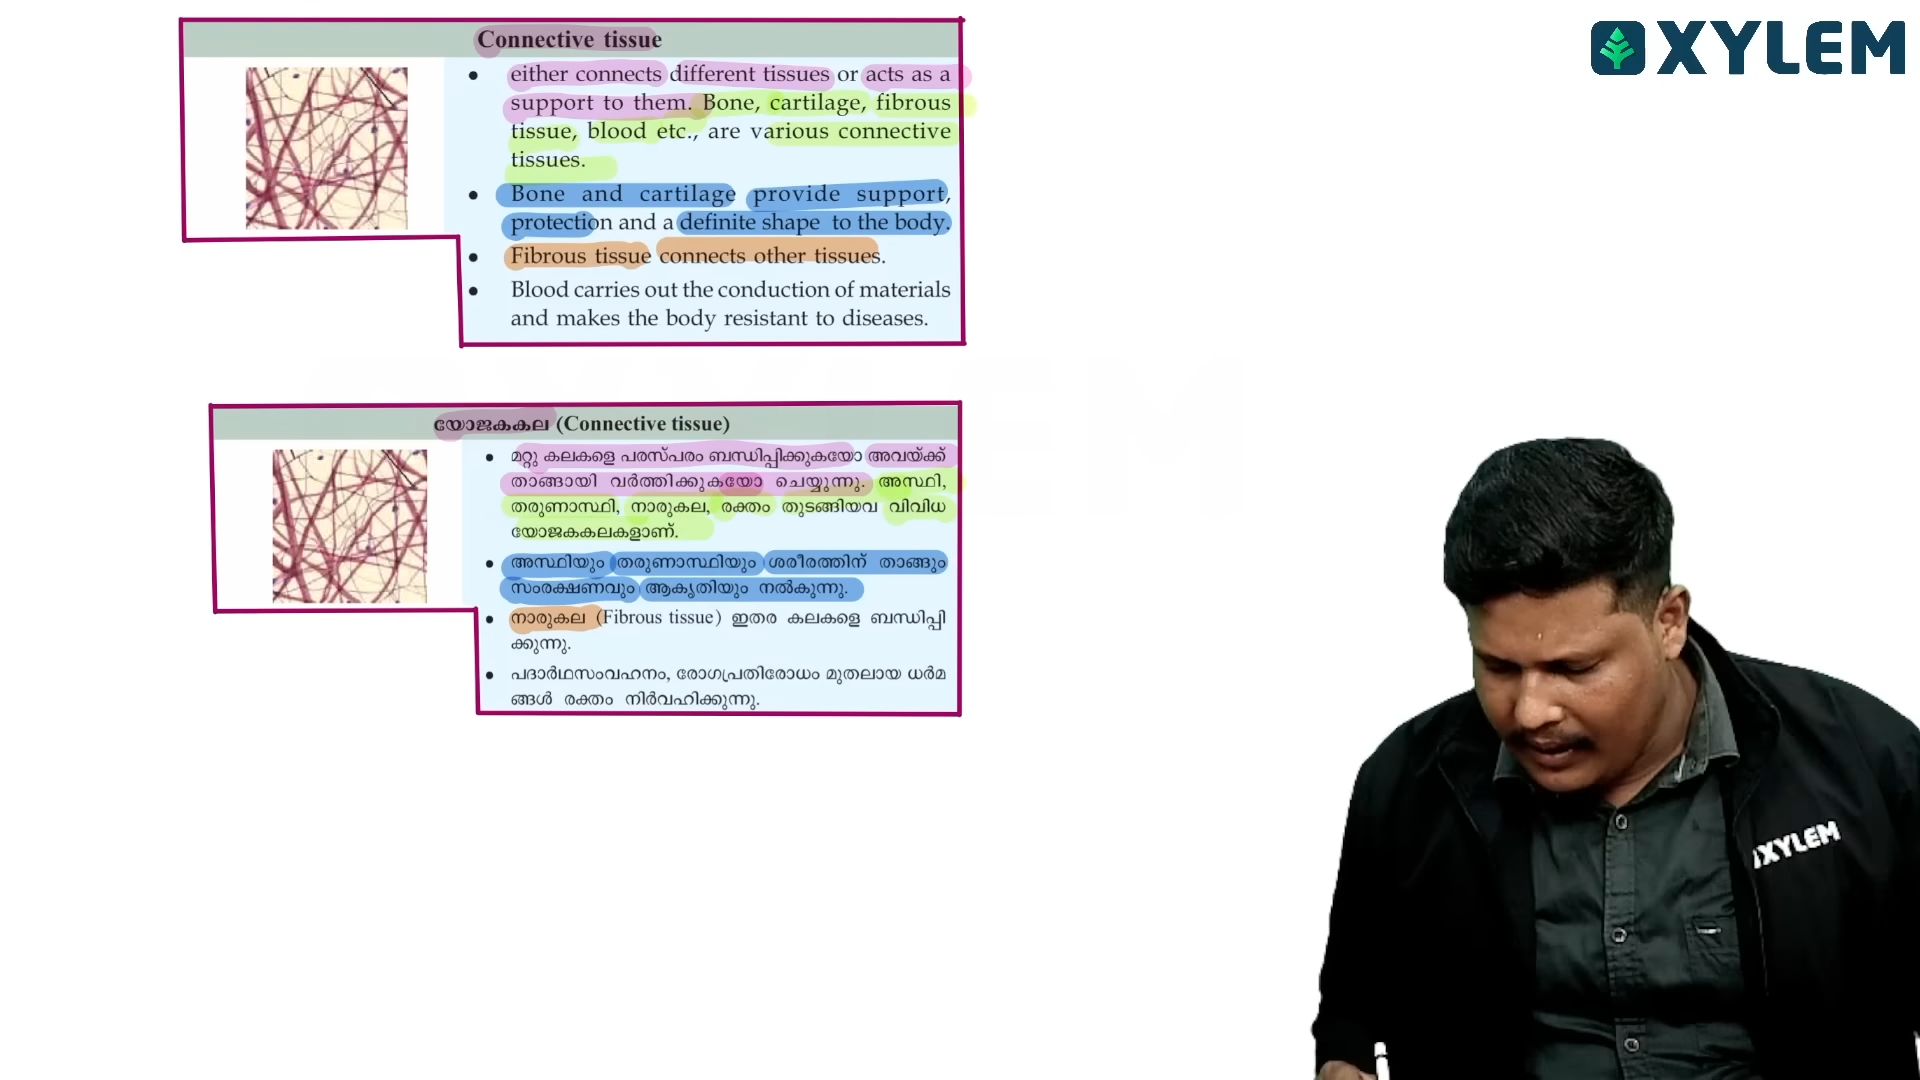 XYLEM
Connective tissue
• either connects different tissues or acts as a
support to them. Bone, cartilage, fibrous
tissue, blood etc., are various connective
tissues.
• Bone and cartilage provide support,
protection and a definite shape to the body.
• Fibrous tissue connects other tissues.
• Blood carries out the conduction of materials
and makes the body resistant to diseases.
യോജകകല (Connective tissue)
• മറ്റു കലകളെ പരസ്പരം ബന്ധിപ്പിക്കുകയോ അവയ്ക്ക്
താങ്ങായി വർത്തിക്കുകയോ ചെയ്യുന്നു. അസ്ഥി,
തരുണാസ്ഥി, നാരുകല, രക്തം തുടങ്ങിയവ വിവിധ
യോജകകലകളാണ്.
• അസ്ഥിയും തരുണാസ്ഥിയും ശരീരത്തിന് താങ്ങും
സംരക്ഷണവും ആകൃതിയും നൽകുന്നു.
• നാരുകല (Fibrous tissue) ഇതര കലകളെ ബന്ധിപ്പി
ക്കുന്നു.
• പദാർഥസംവഹനം, രോഗപ്രതിരോധം മുതലായ ധർമ
ങ്ങൾ രക്തം നിർവഹിക്കുന്നു.
XYLEM